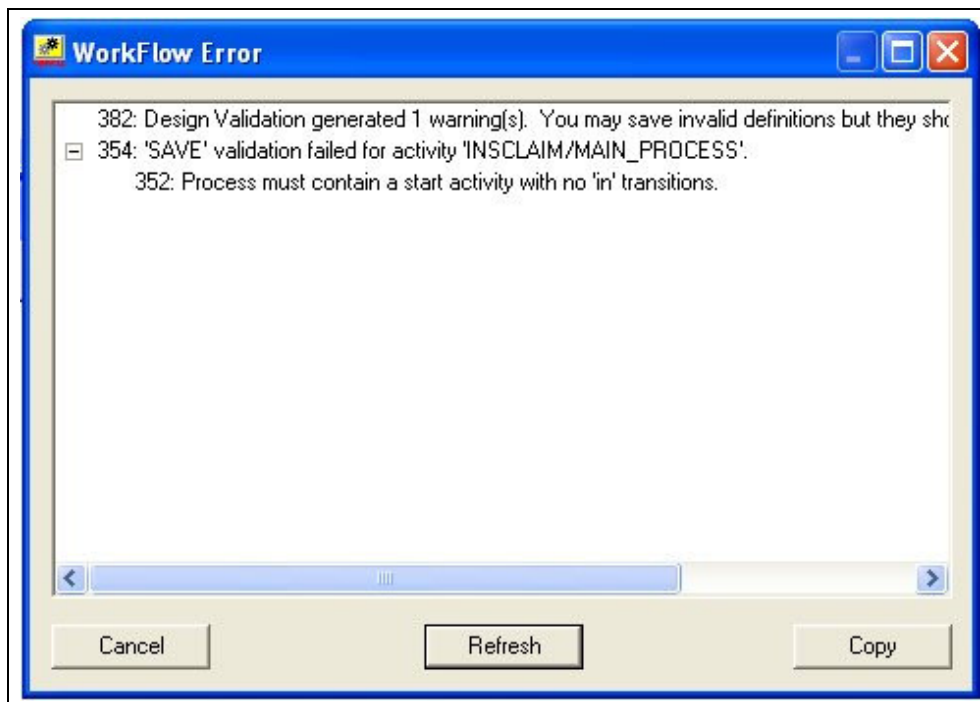 WorkFlow Error
382: Design Validation generated 1 warning(s). You may save invalid definitions but they
354: 'SAVE' validation failed for activity 'INSCLAIM/MAIN_PROCESS'.
352: Process must contain a start activity with no 'in' transitions.
Cancel Refresh Copy